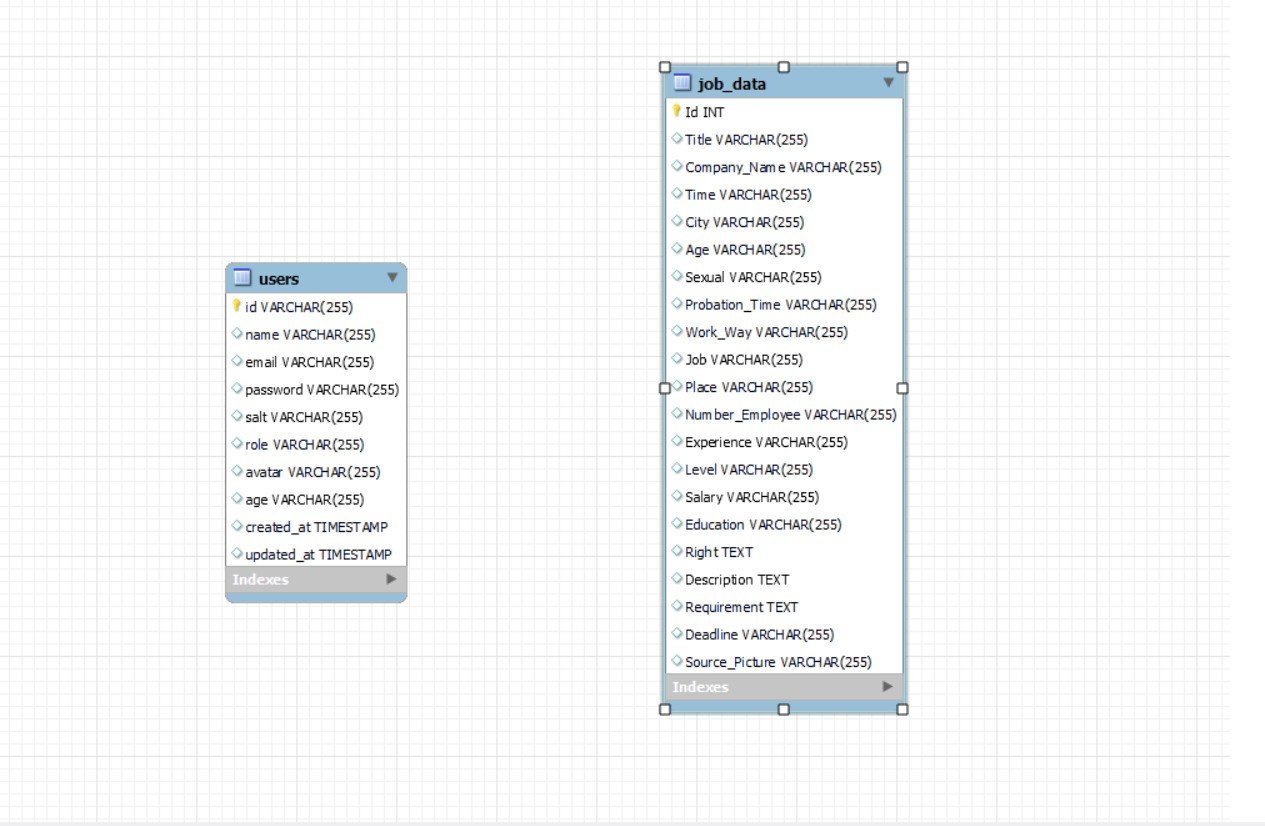 users
id VARCHAR(255)
name VARCHAR(255)
email VARCHAR(255)
password VARCHAR(255)
salt VARCHAR(255)
role VARCHAR(255)
avatar VARCHAR(255)
age VARCHAR(255)
created_at TIMESTAMP
updated_at TIMESTAMP
Indexes
job_data
Id INT
Title VARCHAR(255)
Company_Name VARCHAR(255)
Time VARCHAR(255)
City VARCHAR(255)
Age VARCHAR(255)
Sexual VARCHAR(255)
Probation_Time VARCHAR(255)
Work_Way VARCHAR(255)
Job VARCHAR(255)
Place VARCHAR(255)
Number_Employee VARCHAR(255)
Experience VARCHAR(255)
Level VARCHAR(255)
Salary VARCHAR(255)
Education VARCHAR(255)
Right TEXT
Description TEXT
Requirement TEXT
Deadline VARCHAR(255)
Source_Picture VARCHAR(255)
Indexes